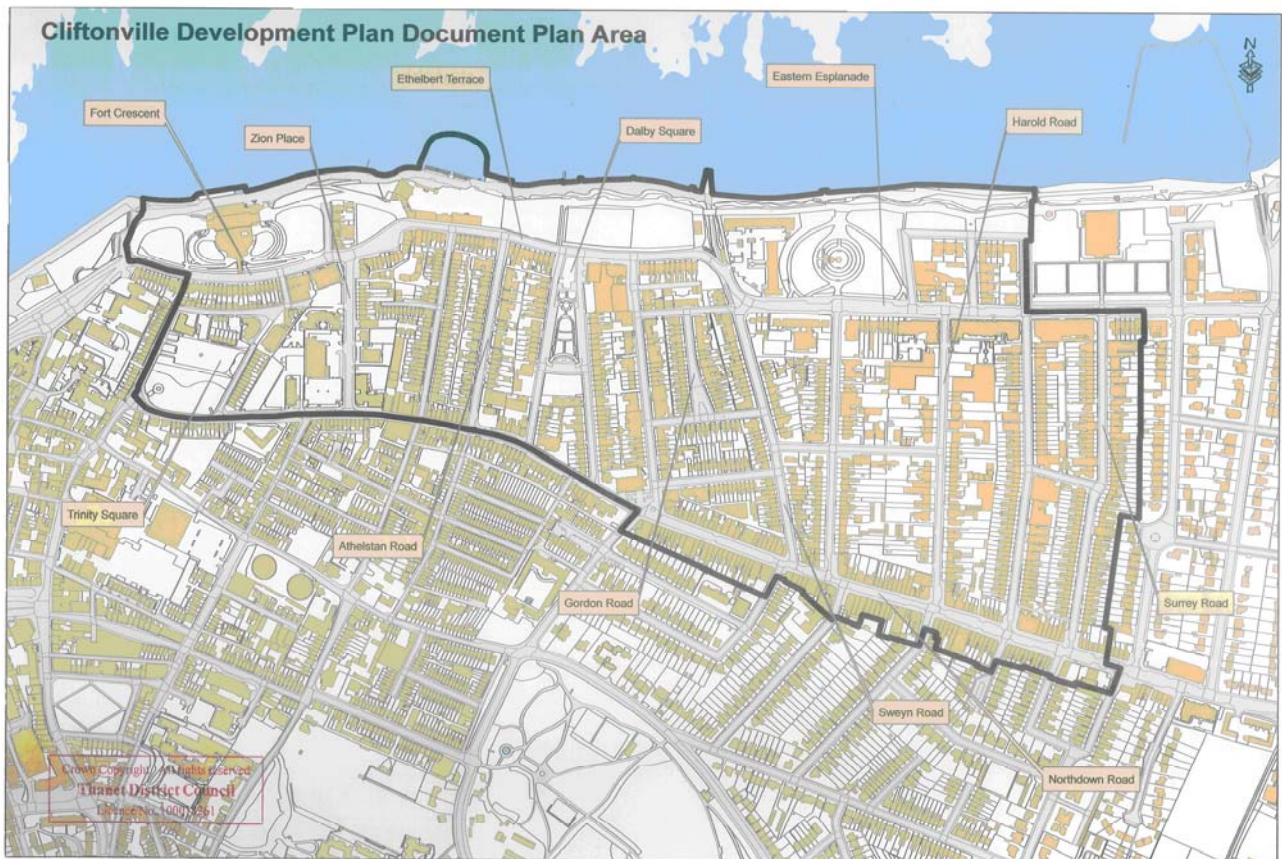 Cliftonville Development Plan Document Plan Area
N
Ethelbert Terrace
Eastern Esplanade
Fort Crescent
Zion Place
Dalby Square
Harold Road
Trinity Square
Athelstan Road
Gordon Road
Surrey Road
Sweyn Road
Northdown Road
Crown Copyright All rights reserved
Thanet District Council
Licence No.